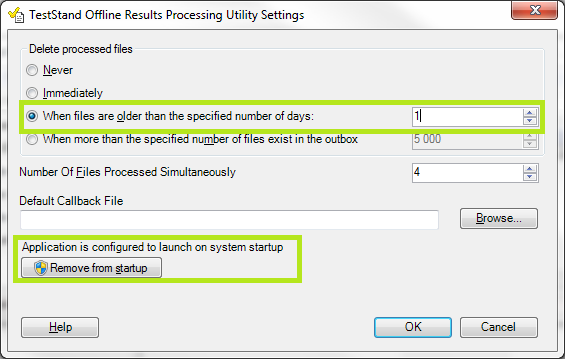 TestStand Offline Results Processing Utility Settings
Delete processed files
Never
Immediately
When files are older than the specified number of days: 1
When more than the specified number of files exist in the outbox 5 000
Number Of Files Processed Simultaneously 4
Default Callback File
Browse...
Application is configured to launch on system startup
Remove from startup
Help OK Cancel